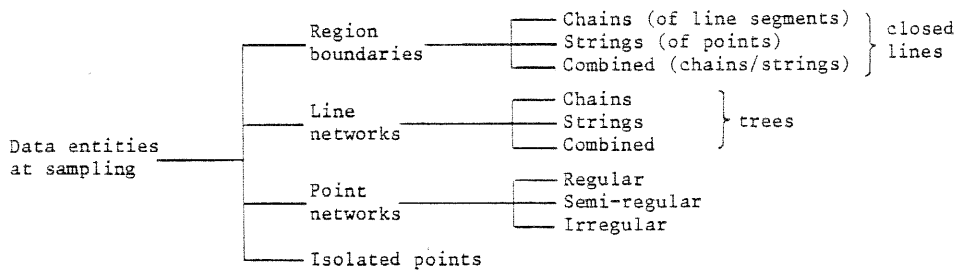 Data entities
at sampling
Region
boundaries
Chains (of line segments)
Strings (of points)
Combined (chains/strings)
closed
lines
Line
networks
Chains
Strings
Combined
trees
Point
networks
Regular
Semi-regular
Irregular
Isolated points